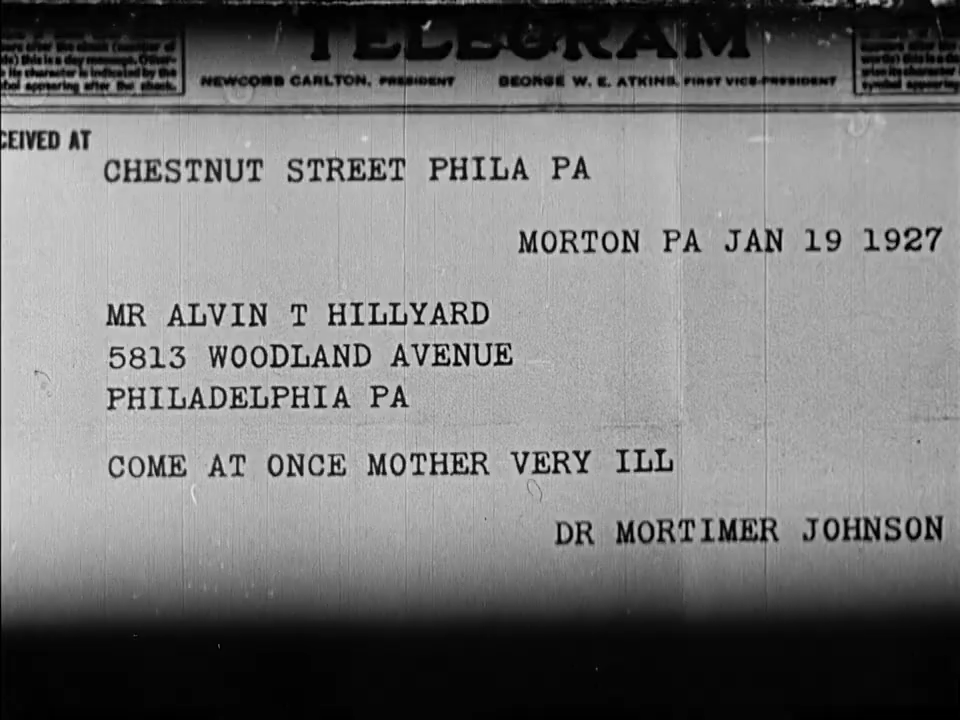 TELEGRAM
NEWCOMB CARLTON, PRESIDENT GEORGE W. E. ATKINS, FIRST VICE-PRESIDENT
CEIVED AT
CHESTNUT STREET PHILA PA
MORTON PA JAN 19 1927
MR ALVIN T HILLYARD
5813 WOODLAND AVENUE
PHILADELPHIA PA
COME AT ONCE MOTHER VERY ILL
DR MORTIMER JOHNSON